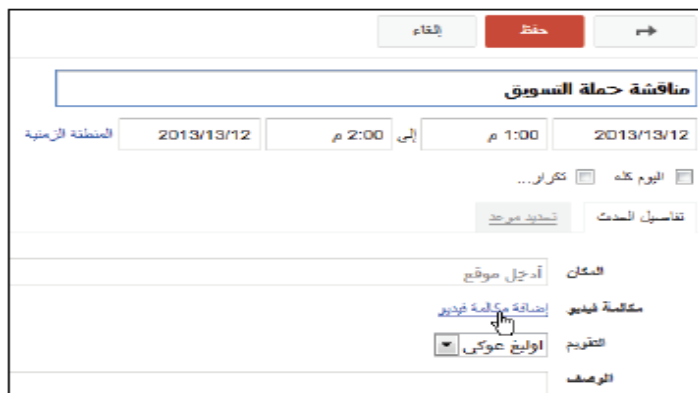 حفظ إلغاء
مناقشة حملة التسويق
2013/13/12 1:00 م إلى 2:00 م 2013/13/12 المنطقة الزمنية
اليوم كله تكرار...
تفاصيل الحدث تحديد موعد
المكان أدخل موقع
مكالمة فيديو إضافة مكالمة فيديو
التقويم اوليغ عوكى
الوصف